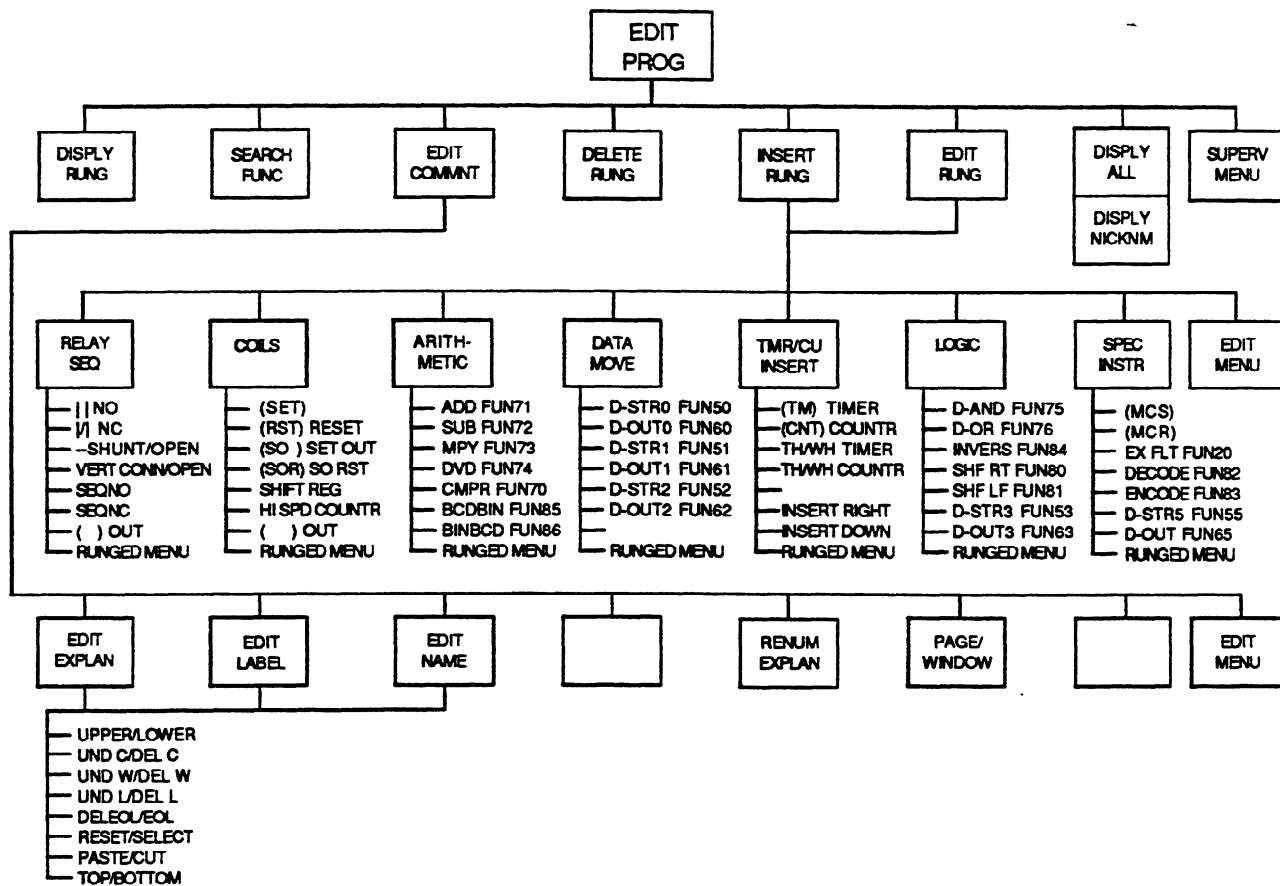 EDIT
PROG
DISPLY
RUNG
SEARCH
FUNC
EDIT
COMMNT
DELETE
RUNG
INSERT
RUNG
EDIT
RUNG
DISPLY
ALL
DISPLY
NICKNM
SUPERV
MENU
RELAY
SEQ
| | NO
|/| NC
--SHUNT/OPEN
VERT CONN/OPEN
SEQNO
SEQNC
( ) OUT
RUNGED MENU
COILS
(SET)
(RST) RESET
(SO ) SET OUT
(SOR) SO RST
SHIFT REG
HI SPD COUNTR
( ) OUT
RUNGED MENU
ARITH-
METIC
ADD FUN71
SUB FUN72
MPY FUN73
DVD FUN74
CMPR FUN70
BCDBIN FUN85
BINBCD FUN86
RUNGED MENU
DATA
MOVE
D-STR0 FUN50
D-OUT0 FUN60
D-STR1 FUN51
D-OUT1 FUN61
D-STR2 FUN52
D-OUT2 FUN62
RUNGED MENU
TMR/CU
INSERT
(TM) TIMER
(CNT) COUNTR
TH/WH TIMER
TH/WH COUNTR
INSERT RIGHT
INSERT DOWN
RUNGED MENU
LOGIC
D-AND FUN75
D-OR FUN76
INVERS FUN84
SHF RT FUN80
SHF LF FUN81
D-STR3 FUN53
D-OUT3 FUN63
RUNGED MENU
SPEC
INSTR
(MCS)
(MCR)
EX FLT FUN20
DECODE FUN82
ENCODE FUN83
D-STR5 FUN55
D-OUT FUN65
RUNGED MENU
EDIT
MENU
EDIT
EXPLAN
EDIT
LABEL
EDIT
NAME
RENUM
EXPLAN
PAGE/
WINDOW
EDIT
MENU
UPPER/LOWER
UND C/DEL C
UND W/DEL W
UND L/DEL L
DELEOL/EOL
RESET/SELECT
PASTE/CUT
TOP/BOTTOM